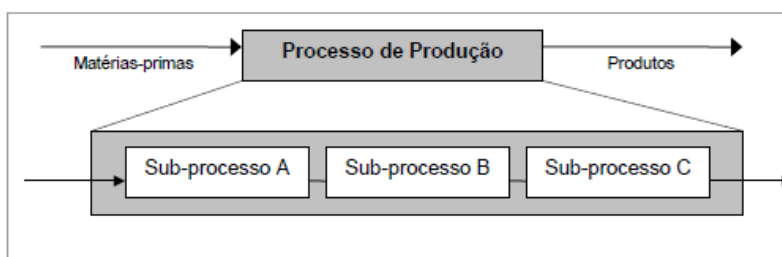 Processo de Produção
Matérias-primas
Produtos
Sub-processo A
Sub-processo B
Sub-processo C